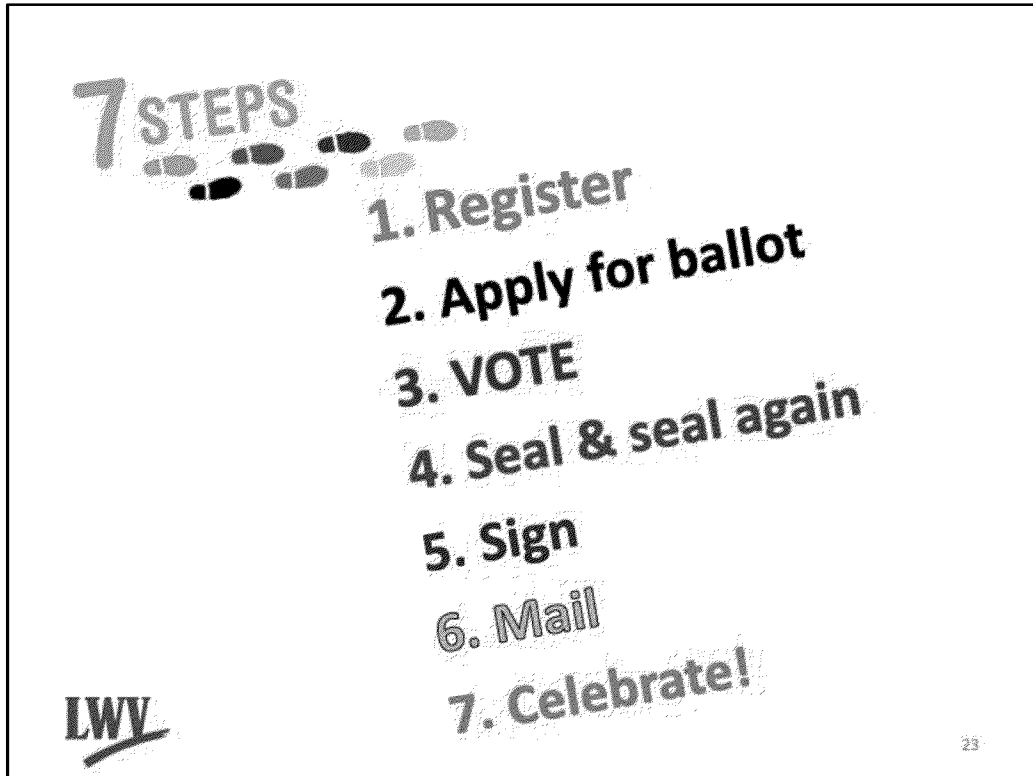 7 STEPS
1. Register
2. Apply for ballot
3. VOTE
4. Seal & seal again
5. Sign
6. Mail
7. Celebrate!
LWV
23